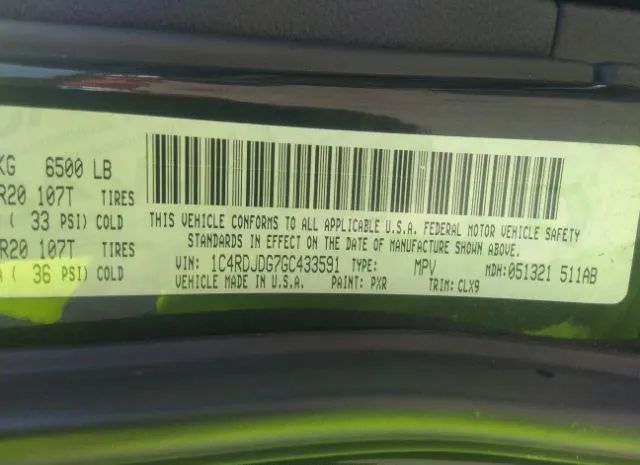 KG 6500 LB
R20 107T TIRES
( 33 PSI) COLD
R20 107T TIRES
A ( 36 PSI) COLD
THIS VEHICLE CONFORMS TO ALL APPLICABLE U.S.A. FEDERAL MOTOR VEHICLE SAFETY
STANDARDS IN EFFECT ON THE DATE OF MANUFACTURE SHOWN ABOVE.
VIN: 1C4RDJDG7GC433591 TYPE: MPV MDH:051321 511AB
VEHICLE MADE IN U.S.A. PAINT: PXR TRIM: CLX9